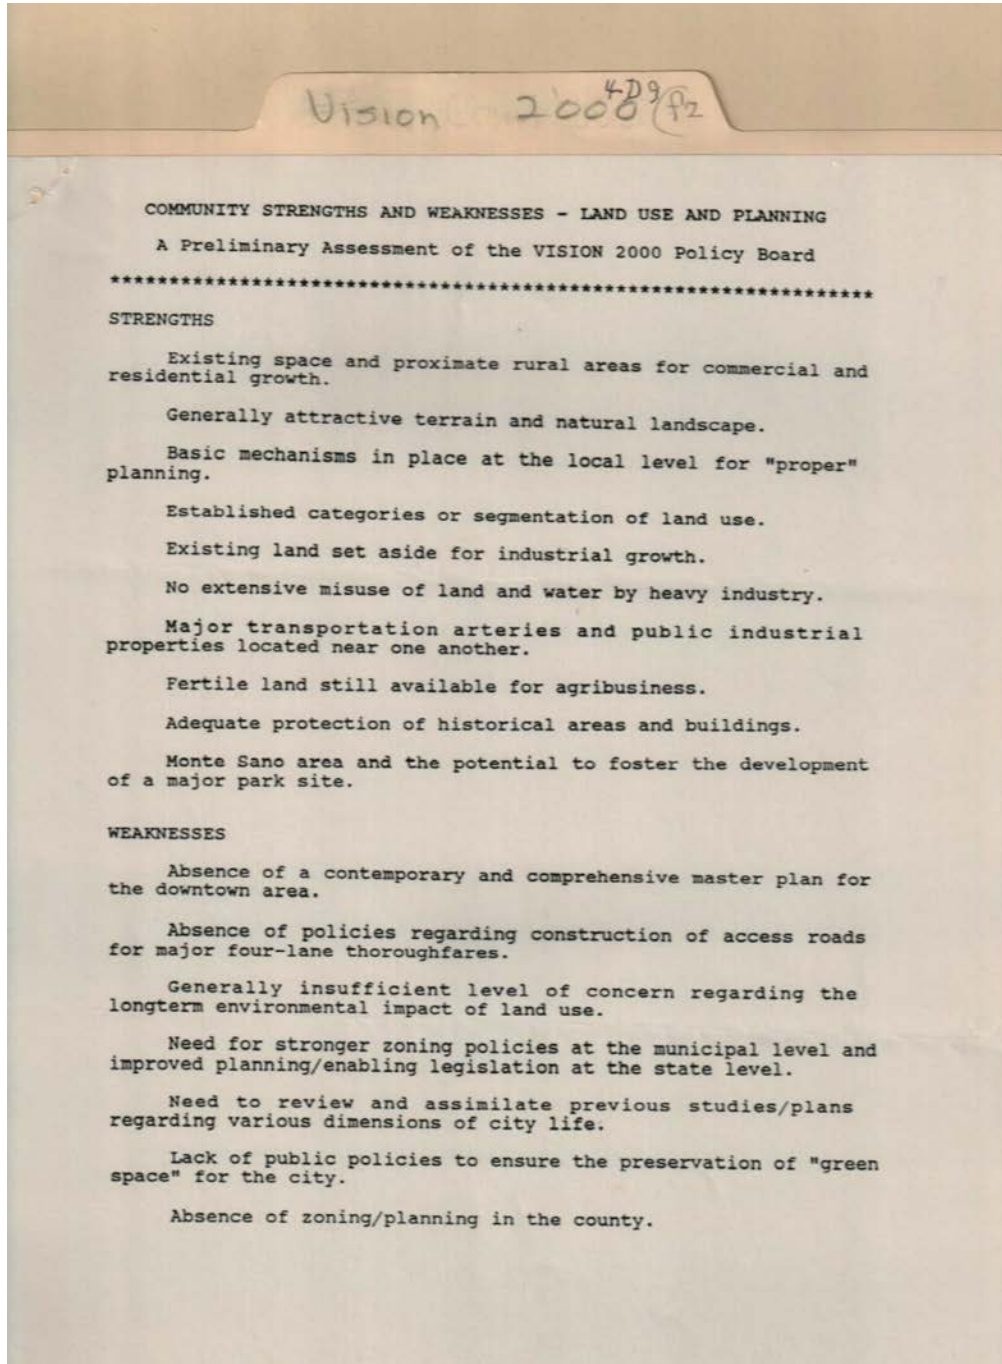 Vision 2000
4D9 f2
COMMUNITY STRENGTHS AND WEAKNESSES - LAND USE AND PLANNING
A Preliminary Assessment of the VISION 2000 Policy Board
*****************************************************************
STRENGTHS
Existing space and proximate rural areas for commercial and
residential growth.
Generally attractive terrain and natural landscape.
Basic mechanisms in place at the local level for "proper"
planning.
Established categories or segmentation of land use.
Existing land set aside for industrial growth.
No extensive misuse of land and water by heavy industry.
Major transportation arteries and public industrial
properties located near one another.
Fertile land still available for agribusiness.
Adequate protection of historical areas and buildings.
Monte Sano area and the potential to foster the development
of a major park site.
WEAKNESSES
Absence of a contemporary and comprehensive master plan for
the downtown area.
Absence of policies regarding construction of access roads
for major four-lane thoroughfares.
Generally insufficient level of concern regarding the
longterm environmental impact of land use.
Need for stronger zoning policies at the municipal level and
improved planning/enabling legislation at the state level.
Need to review and assimilate previous studies/plans
regarding various dimensions of city life.
Lack of public policies to ensure the preservation of "green
space" for the city.
Absence of zoning/planning in the county.